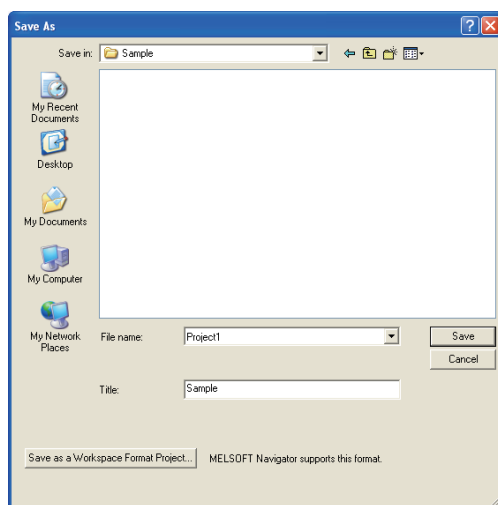 Save As
Save in: Sample
My Recent
Documents
Desktop
My Documents
My Computer
My Network
Places
File name: Project1 Save
Cancel
Title: Sample
Save as a Workspace Format Project... MELSOFT Navigator supports this format.